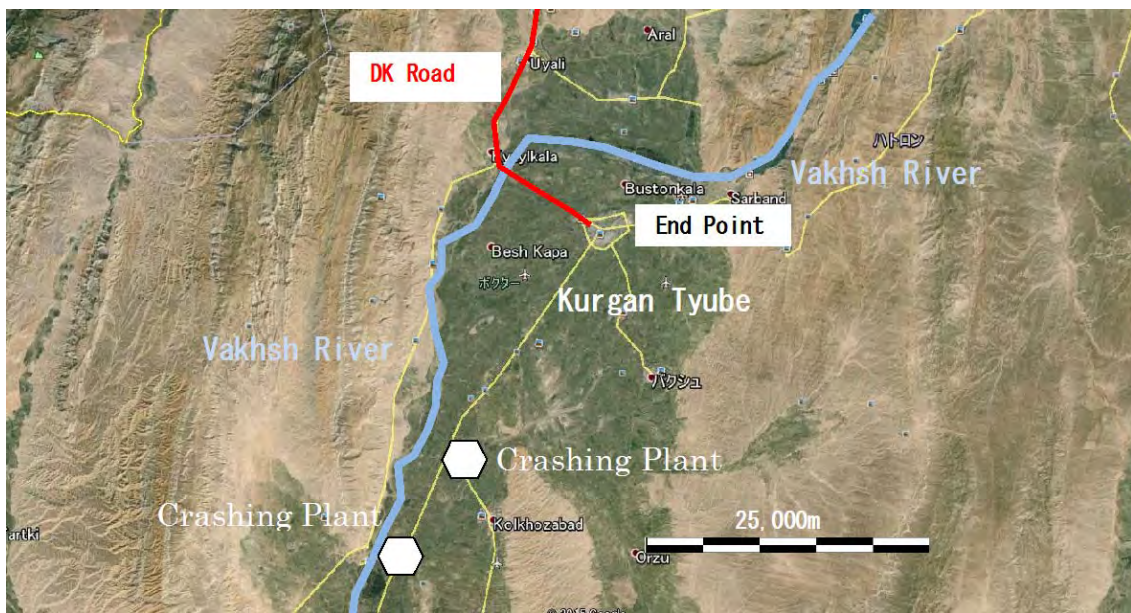 Aral
DK Road
Uyali
ハトロン
Vakhsh River
Bustonkala
Sarband
End Point
Besh Kapa
ボクタール
Kurgan Tyube
Vakhsh River
バクシュ
Crashing Plant
Crashing Plant
25,000m
Kolkhozabad
Orzu